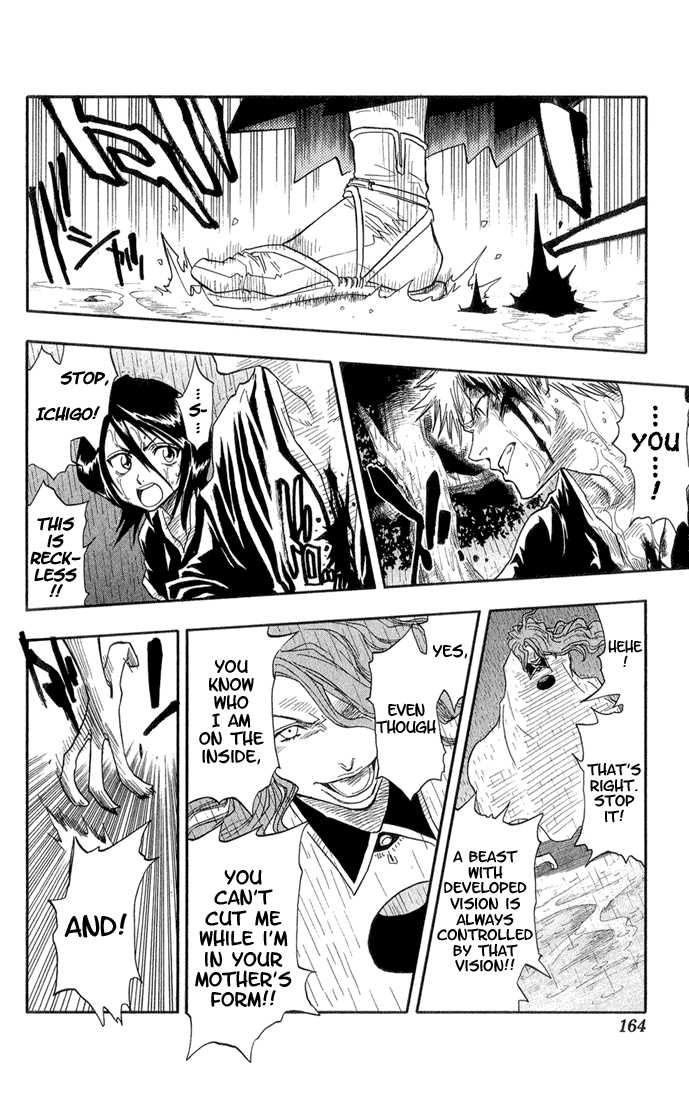 ……
YOU
……!
……
S-
…
STOP,
ICHIGO!
THIS
IS
RECK-
LESS
!!
HEHE
!
THAT'S
RIGHT.
STOP
IT!
A BEAST
WITH
DEVELOPED
VISION IS
ALWAYS
CONTROLLED
BY THAT
VISION!!
YES,
EVEN
THOUGH
YOU
KNOW
WHO
I AM
ON THE
INSIDE,
YOU
CAN'T
CUT ME
WHILE I'M
IN YOUR
MOTHER'S
FORM!!
AND!
164